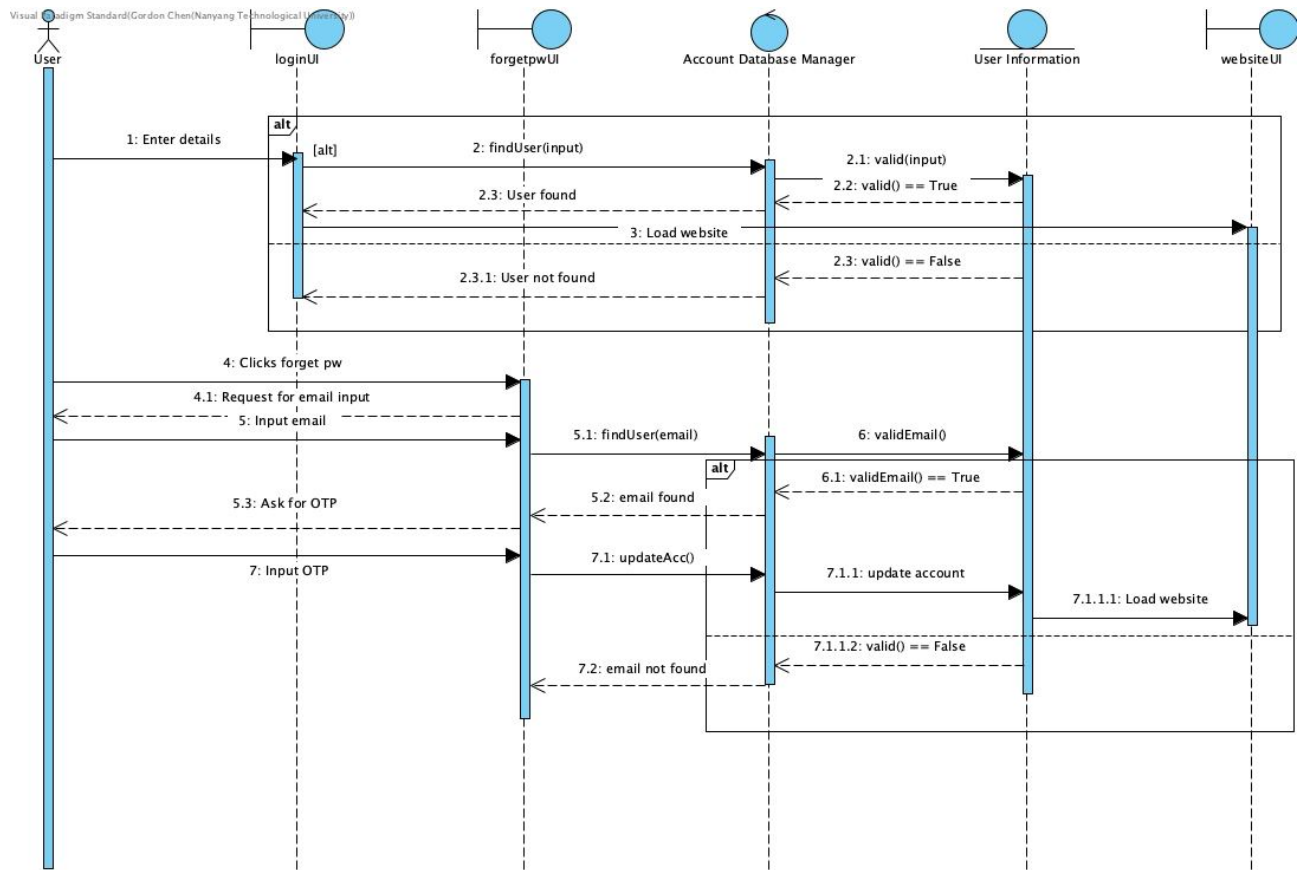 Visual Paradigm Standard(Gordon Chen(Nanyang Technological University))
User
loginUI
forgetpwUI
Account Database Manager
User Information
websiteUI
alt
1: Enter details
[alt]
2: findUser(input)
2.1: valid(input)
2.2: valid() == True
2.3: User found
3: Load website
2.3: valid() == False
2.3.1: User not found
4: Clicks forget pw
4.1: Request for email input
5: Input email
5.1: findUser(email)
6: validEmail()
alt
6.1: validEmail() == True
5.2: email found
5.3: Ask for OTP
7: Input OTP
7.1: updateAcc()
7.1.1: update account
7.1.1.1: Load website
7.1.1.2: valid() == False
7.2: email not found